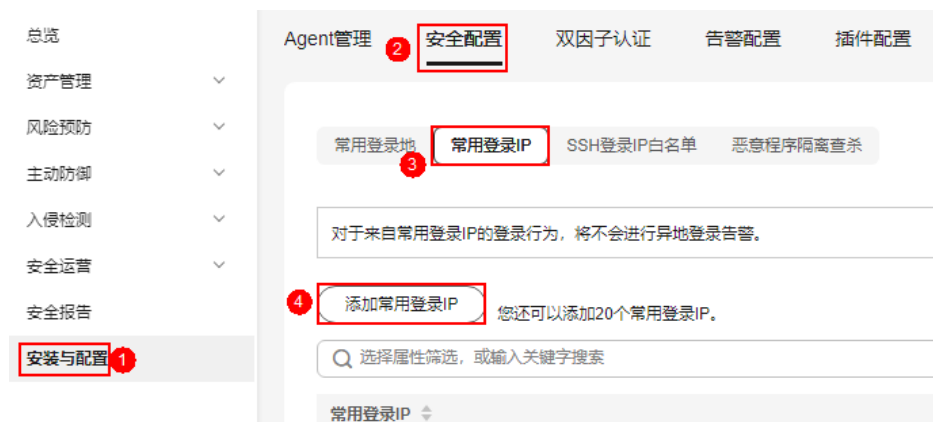 总览
资产管理
风险预防
主动防御
入侵检测
安全运营
安全报告
安装与配置 1
Agent管理 2 安全配置 双因子认证 告警配置 插件配置
常用登录地 3 常用登录IP SSH登录IP白名单 恶意程序隔离查杀
对于来自常用登录IP的登录行为，将不会进行异地登录告警。
4 添加常用登录IP 您还可以添加20个常用登录IP。
选择属性筛选，或输入关键字搜索
常用登录IP